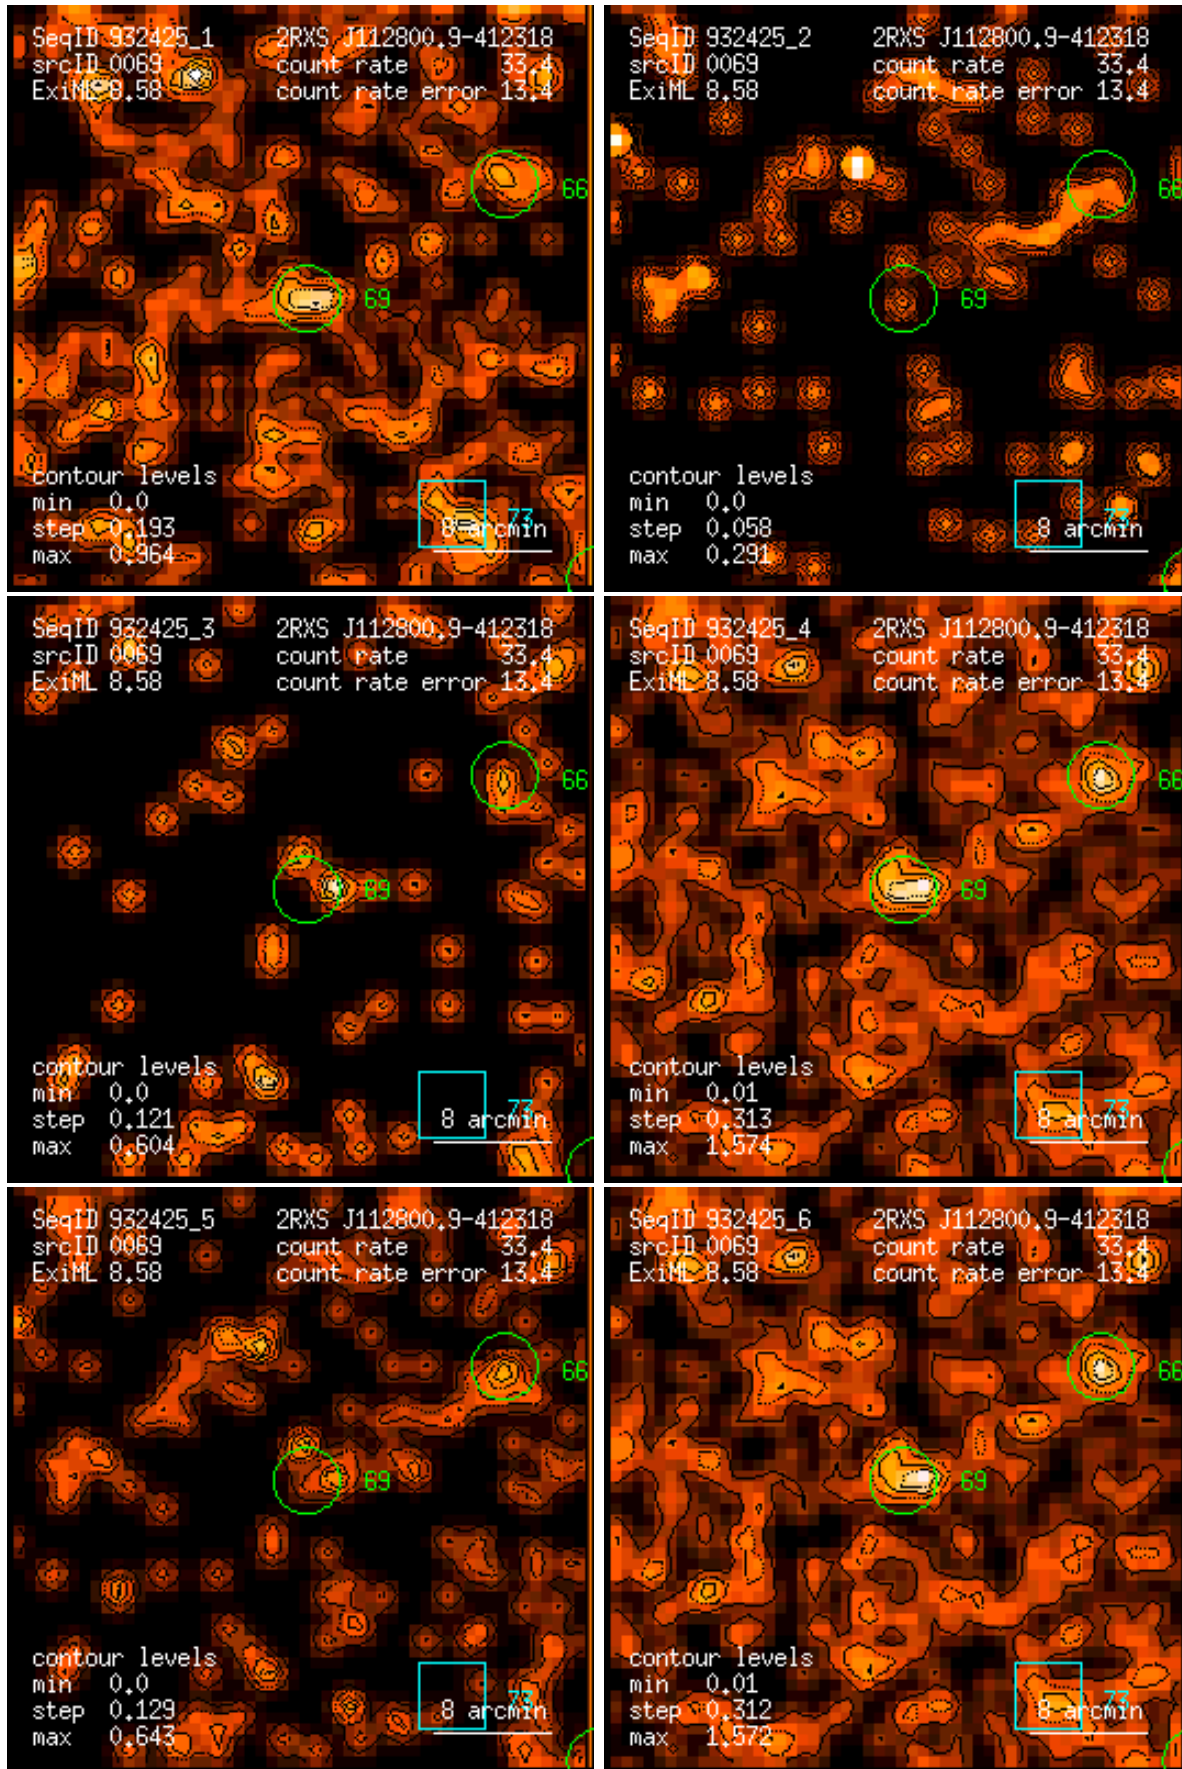 SeqID 932425_1 2RXS J112800.9-412318
srcID 0069 count rate 33.4
ExiML 8.58 count rate error 13.4
66
69
contour levels
min 0.0
step 0.193
max 0.964
73
8 arcmin
SeqID 932425_2 2RXS J112800.9-412318
srcID 0069 count rate 33.4
ExiML 8.58 count rate error 13.4
66
69
contour levels
min 0.0
step 0.058
max 0.291
73
8 arcmin
SeqID 932425_3 2RXS J112800.9-412318
srcID 0069 count rate 33.4
ExiML 8.58 count rate error 13.4
66
69
contour levels
min 0.0
step 0.121
max 0.604
73
8 arcmin
SeqID 932425_4 2RXS J112800.9-412318
srcID 0069 count rate 33.4
ExiML 8.58 count rate error 13.4
66
69
contour levels
min 0.01
step 0.313
max 1.574
73
8 arcmin
SeqID 932425_5 2RXS J112800.9-412318
srcID 0069 count rate 33.4
ExiML 8.58 count rate error 13.4
66
69
contour levels
min 0.0
step 0.129
max 0.643
73
8 arcmin
SeqID 932425_6 2RXS J112800.9-412318
srcID 0069 count rate 33.4
ExiML 8.58 count rate error 13.4
66
69
contour levels
min 0.01
step 0.312
max 1.572
73
8 arcmin